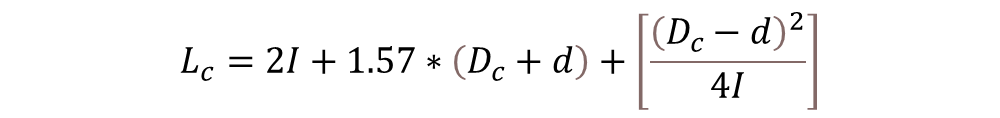 L_c = 2I + 1.57 * (D_c + d) + [(D_c − d)² / 4I]